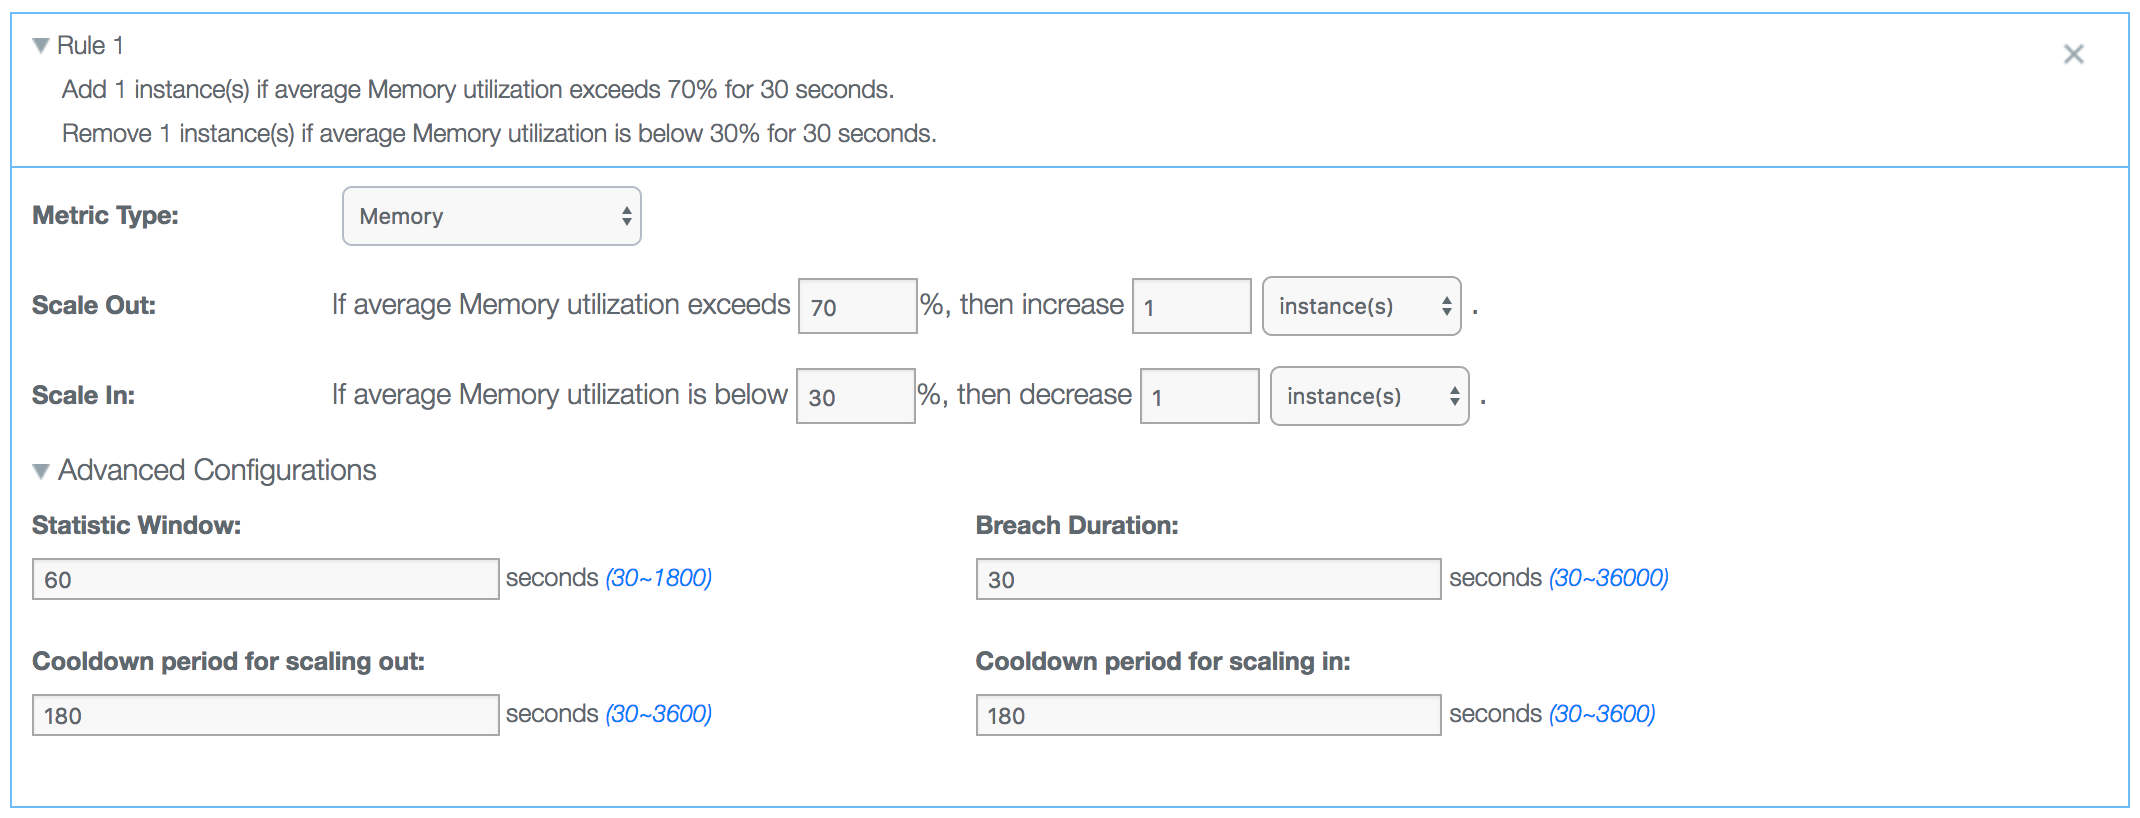 Rule 1
Add 1 instance(s) if average Memory utilization exceeds 70% for 30 seconds.
Remove 1 instance(s) if average Memory utilization is below 30% for 30 seconds.
Metric Type: Memory
Scale Out: If average Memory utilization exceeds 70 %, then increase 1 instance(s) .
Scale In: If average Memory utilization is below 30 %, then decrease 1 instance(s) .
Advanced Configurations
Statistic Window: Breach Duration:
60 seconds (30~1800) 30 seconds (30~36000)
Cooldown period for scaling out: Cooldown period for scaling in:
180 seconds (30~3600) 180 seconds (30~3600)